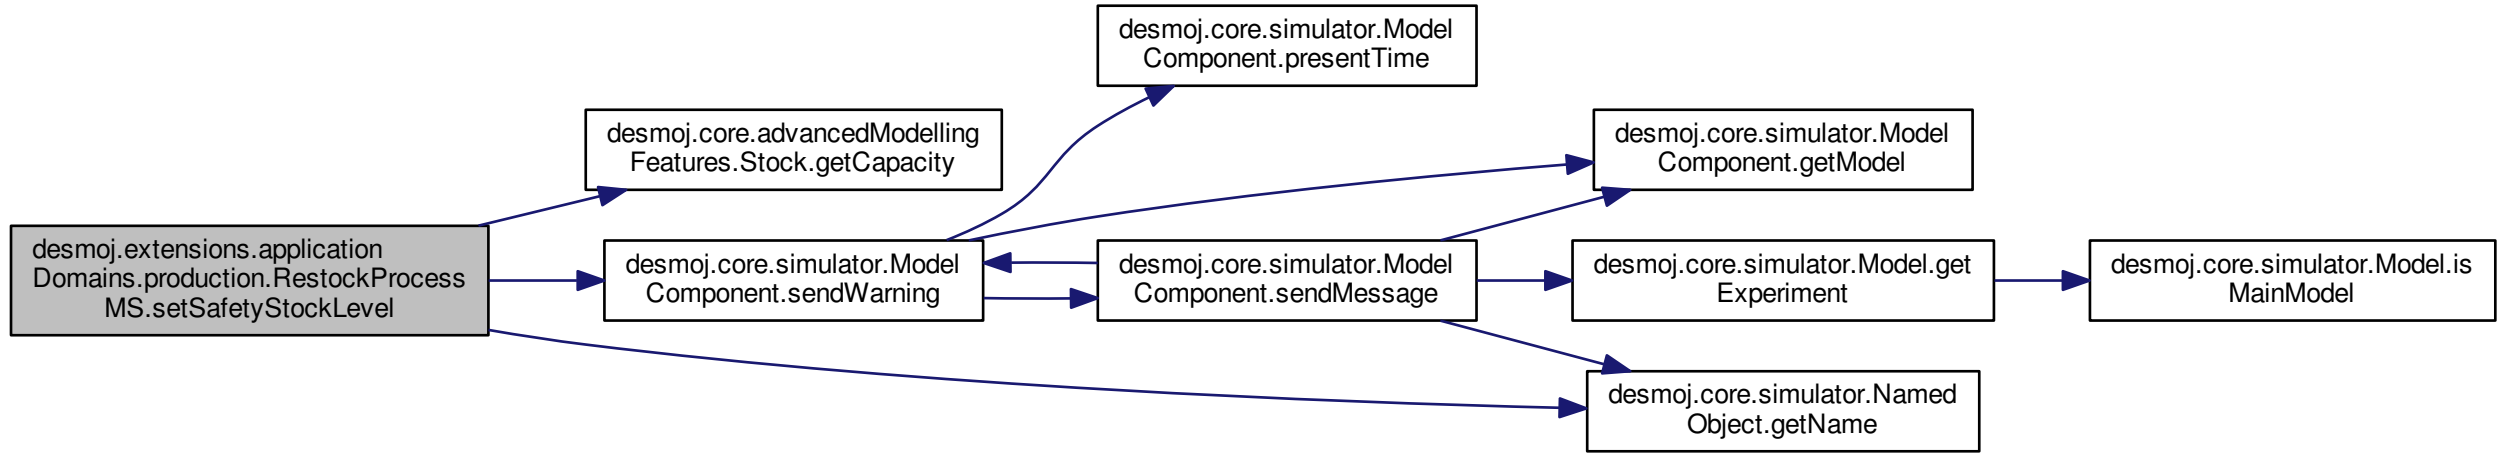 desmoj.core.simulator.Model
Component.presentTime
desmoj.core.advancedModelling
Features.Stock.getCapacity
desmoj.core.simulator.Model
Component.getModel
desmoj.extensions.application
Domains.production.RestockProcess
MS.setSafetyStockLevel
desmoj.core.simulator.Model
Component.sendWarning
desmoj.core.simulator.Model
Component.sendMessage
desmoj.core.simulator.Model.get
Experiment
desmoj.core.simulator.Model.is
MainModel
desmoj.core.simulator.Named
Object.getName